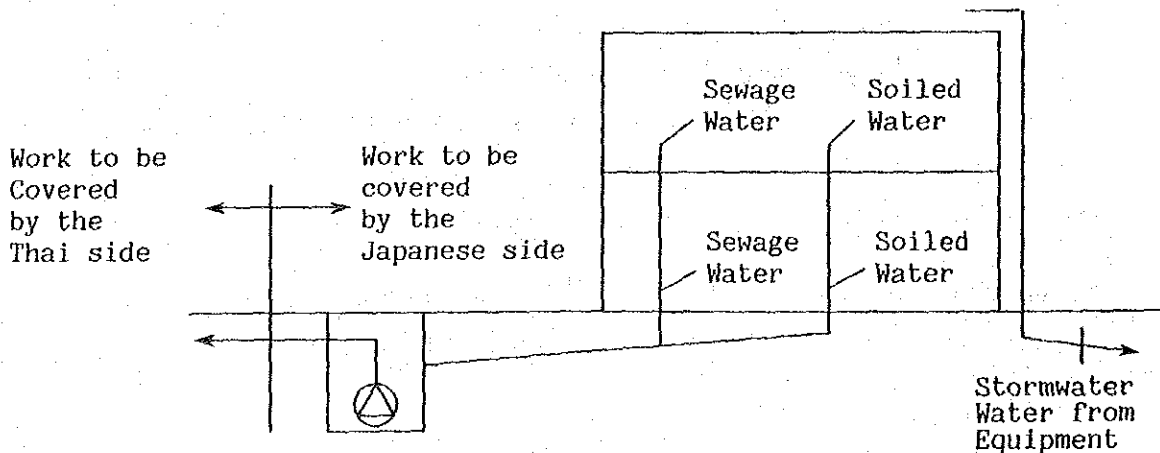 Sewage
Water
Soiled
Water
Work to be
Covered
by the
Thai side
Work to be
covered
by the
Japanese side
Sewage
Water
Soiled
Water
Stormwater
Water from
Equipment